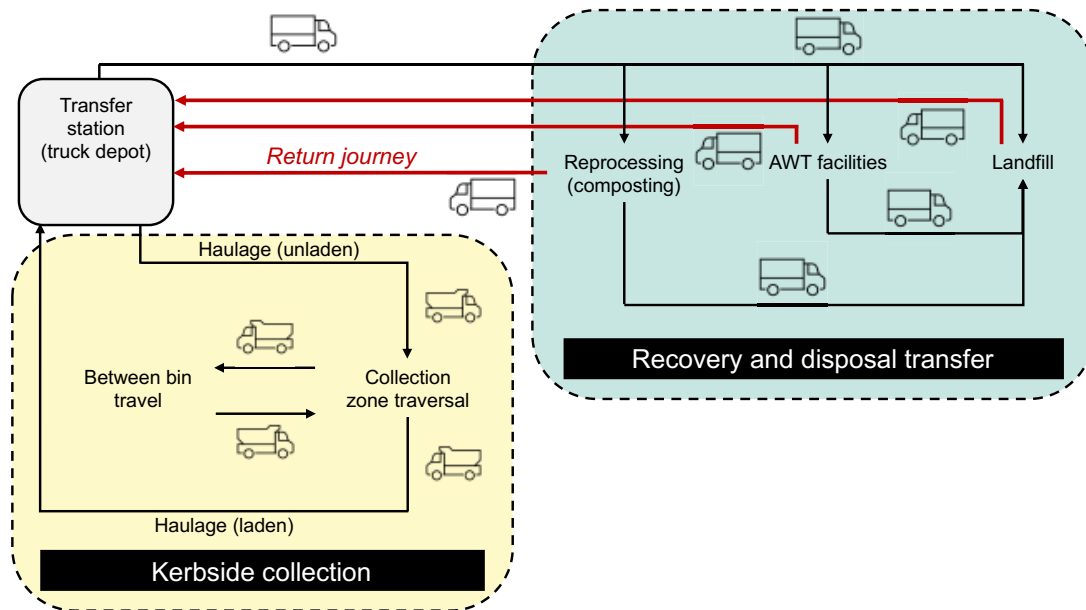 Transfer
station
(truck depot)
Return journey
Reprocessing
(composting)
AWT facilities
Landfill
Recovery and disposal transfer
Haulage (unladen)
Between bin
travel
Collection
zone traversal
Haulage (laden)
Kerbside collection